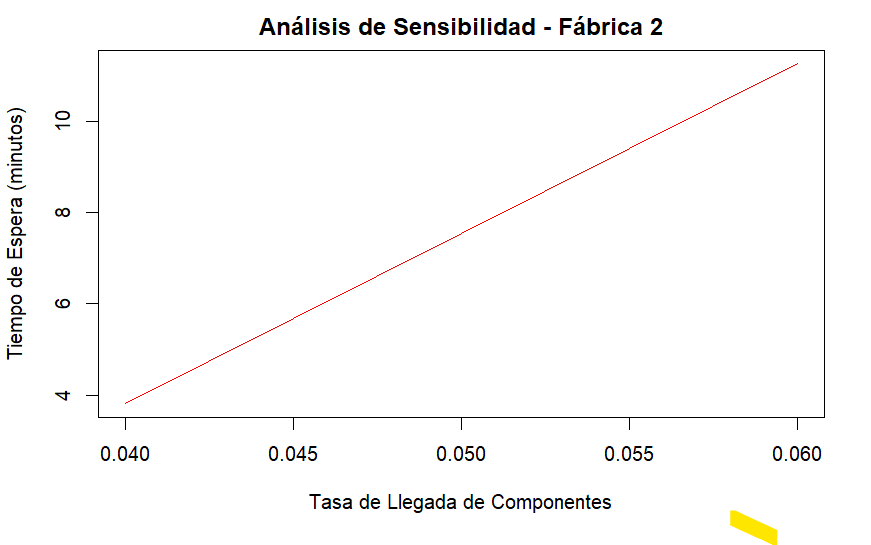 Análisis de Sensibilidad - Fábrica 2
Tiempo de Espera (minutos)
10
8
6
4
0.040 0.045 0.050 0.055 0.060
Tasa de Llegada de Componentes